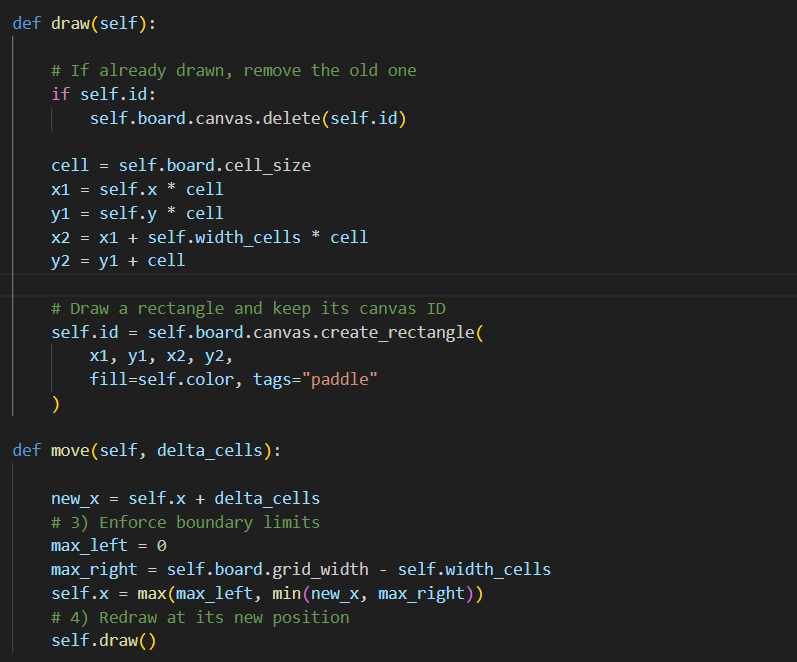 def draw(self):
    # If already drawn, remove the old one
    if self.id:
        self.board.canvas.delete(self.id)
    cell = self.board.cell_size
    x1 = self.x * cell
    y1 = self.y * cell
    x2 = x1 + self.width_cells * cell
    y2 = y1 + cell
    # Draw a rectangle and keep its canvas ID
    self.id = self.board.canvas.create_rectangle(
        x1, y1, x2, y2,
        fill=self.color, tags="paddle"
    )
def move(self, delta_cells):
    new_x = self.x + delta_cells
    # 3) Enforce boundary limits
    max_left = 0
    max_right = self.board.grid_width - self.width_cells
    self.x = max(max_left, min(new_x, max_right))
    # 4) Redraw at its new position
    self.draw()